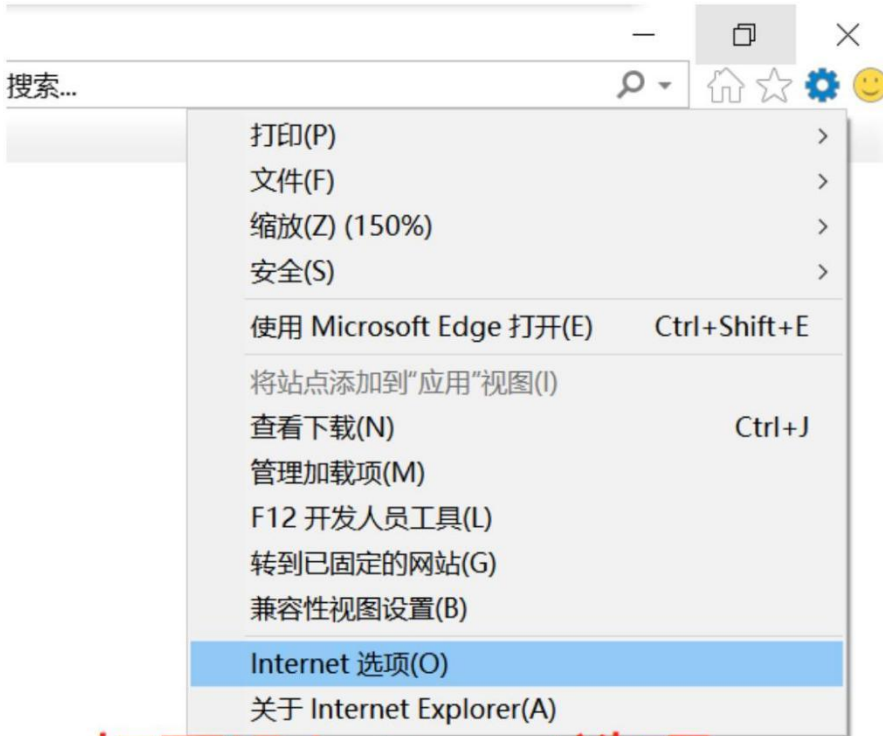 搜索...
打印(P)
文件(F)
缩放(Z) (150%)
安全(S)
使用 Microsoft Edge 打开(E) Ctrl+Shift+E
将站点添加到“应用”视图(I)
查看下载(N) Ctrl+J
管理加载项(M)
F12 开发人员工具(L)
转到已固定的网站(G)
兼容性视图设置(B)
Internet 选项(O)
关于 Internet Explorer(A)